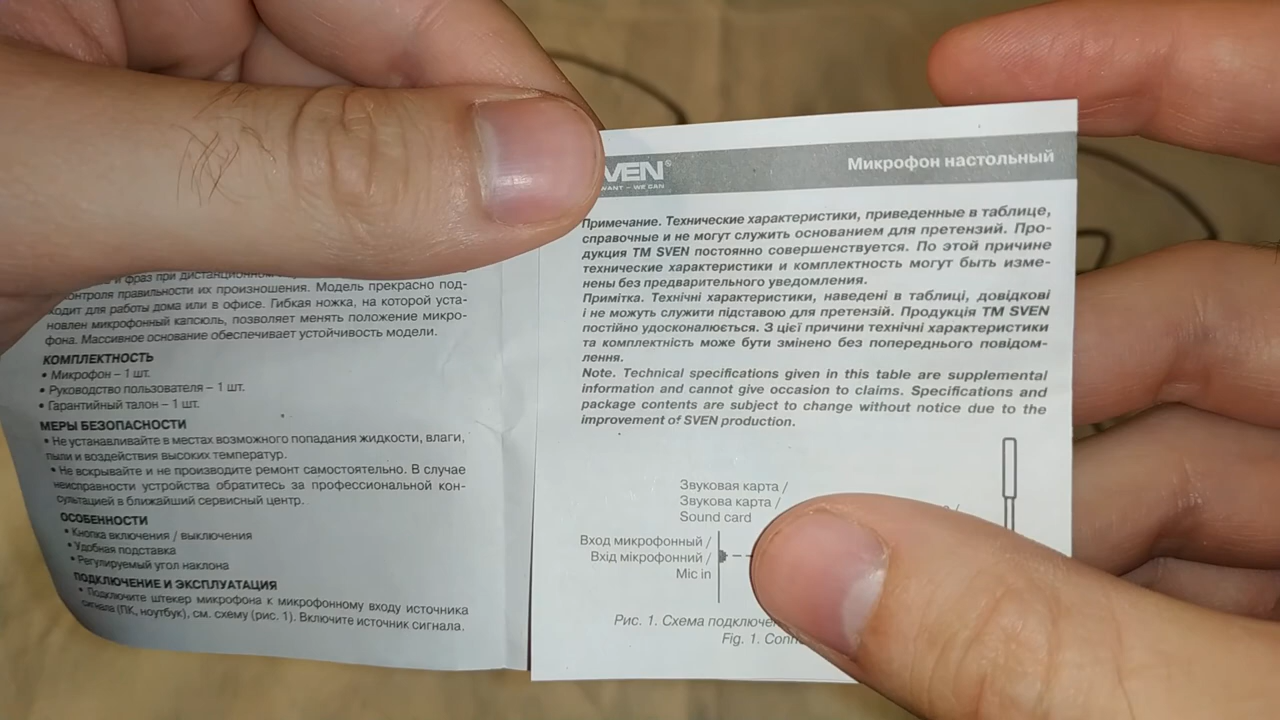 и фраз при дистанционном
контроля правильности их произношения. Модель прекрасно под-
ходит для работы дома или в офисе. Гибкая ножка, на которой уста-
новлен микрофонный капсюль, позволяет менять положение микро-
фона. Массивное основание обеспечивает устойчивость модели.
КОМПЛЕКТНОСТЬ
• Микрофон – 1 шт.
• Руководство пользователя – 1 шт.
• Гарантийный талон – 1 шт.
МЕРЫ БЕЗОПАСНОСТИ
• Не устанавливайте в местах возможного попадания жидкости, влаги,
пыли и воздействия высоких температур.
• Не вскрывайте и не производите ремонт самостоятельно. В случае
неисправности устройства обратитесь за профессиональной кон-
сультацией в ближайший сервисный центр.
ОСОБЕННОСТИ
• Кнопка включения / выключения
• Удобная подставка
• Регулируемый угол наклона
ПОДКЛЮЧЕНИЕ И ЭКСПЛУАТАЦИЯ
• Подключите штекер микрофона к микрофонному входу источника
сигнала (ПК, ноутбук), см. схему (рис. 1). Включите источник сигнала.
VEN®
WANT – WE CAN
Микрофон настольный
Примечание. Технические характеристики, приведенные в таблице,
справочные и не могут служить основанием для претензий. Про-
дукция TM SVEN постоянно совершенствуется. По этой причине
технические характеристики и комплектность могут быть изме-
нены без предварительного уведомления.
Примітка. Технічні характеристики, наведені в таблиці, довідкові
і не можуть служити підставою для претензій. Продукція TM SVEN
постійно удосконалюється. З цієї причини технічні характеристики
та комплектність може бути змінено без попереднього повідом-
лення.
Note. Technical specifications given in this table are supplemental
information and cannot give occasion to claims. Specifications and
package contents are subject to change without notice due to the
improvement of SVEN production.
Звуковая карта /
Звукова карта /
Sound card
Вход микрофонный /
Вхід мікрофонний /
Mic in
Рис. 1. Схема подключе
Fig. 1. Conn